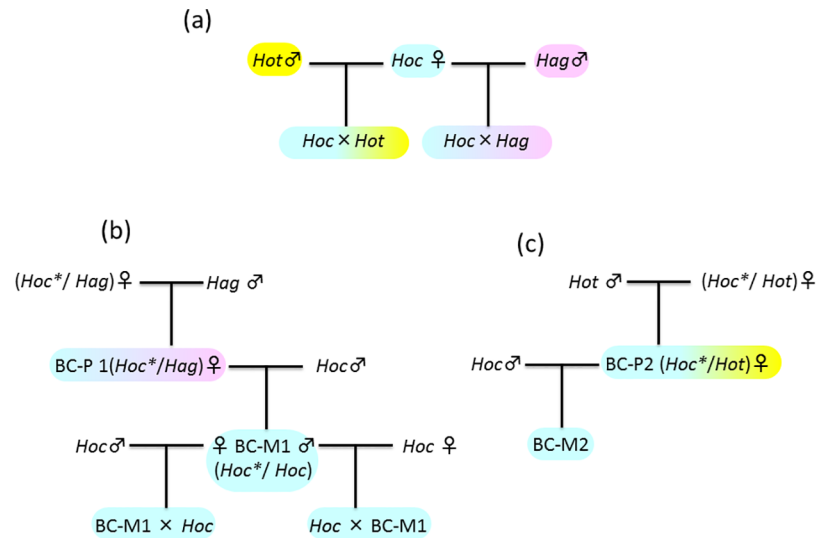 (a)
Hot♂ Hoc ♀ Hag♂
Hoc × Hot Hoc × Hag
(b)
(Hoc*/ Hag)♀ Hag ♂
BC-P 1(Hoc*/Hag)♀ Hoc♂
Hoc♂ ♀ BC-M1 ♂ Hoc ♀
(Hoc*/ Hoc)
BC-M1 × Hoc Hoc × BC-M1
(c)
Hot ♂ (Hoc*/ Hot)♀
Hoc♂ BC-P2 (Hoc*/Hot)♀
BC-M2